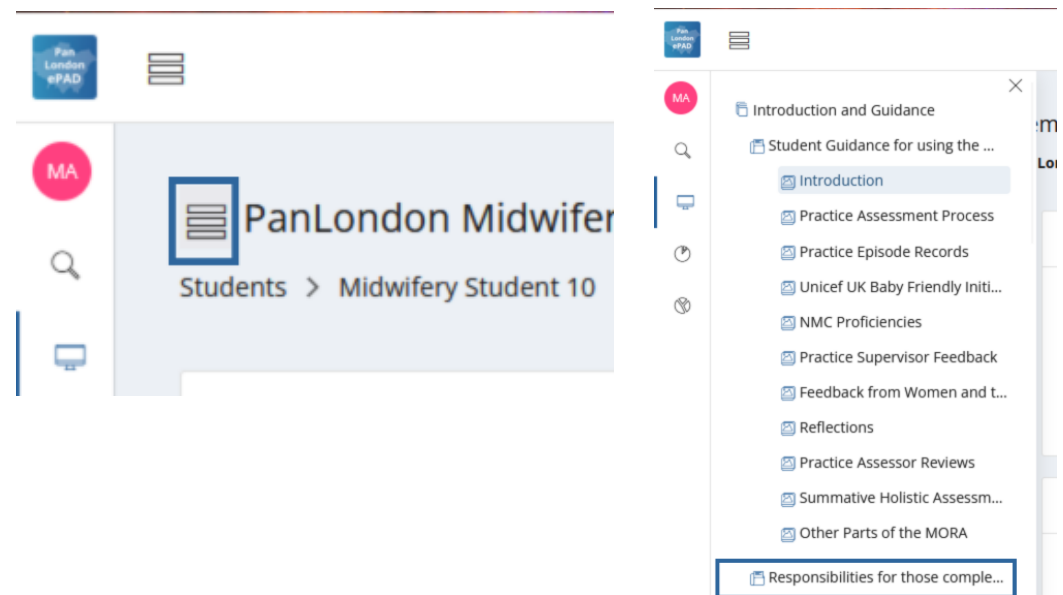 Pan
London
ePAD
MA
PanLondon Midwifer
Students > Midwifery Student 10
Pan
London
ePAD
MA
Introduction and Guidance
Student Guidance for using the ...
Introduction
Practice Assessment Process
Practice Episode Records
Unicef UK Baby Friendly Initi...
NMC Proficiencies
Practice Supervisor Feedback
Feedback from Women and t...
Reflections
Practice Assessor Reviews
Summative Holistic Assessm...
Other Parts of the MORA
Responsibilities for those comple...
em
Lo